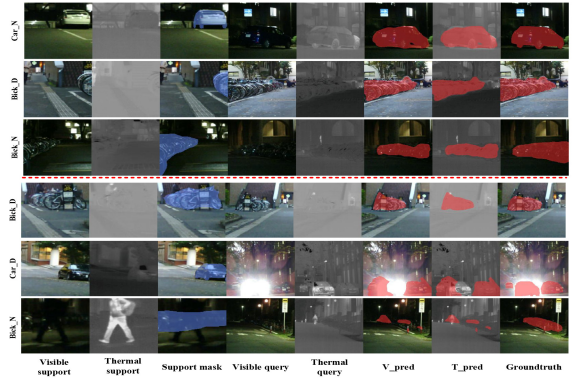 Car_N
Bick_D
Bick_N
Bick_D
Car_D
Bick_N
Visible support
Thermal support
Support mask
Visible query
Thermal query
V_pred
T_pred
Groundtruth